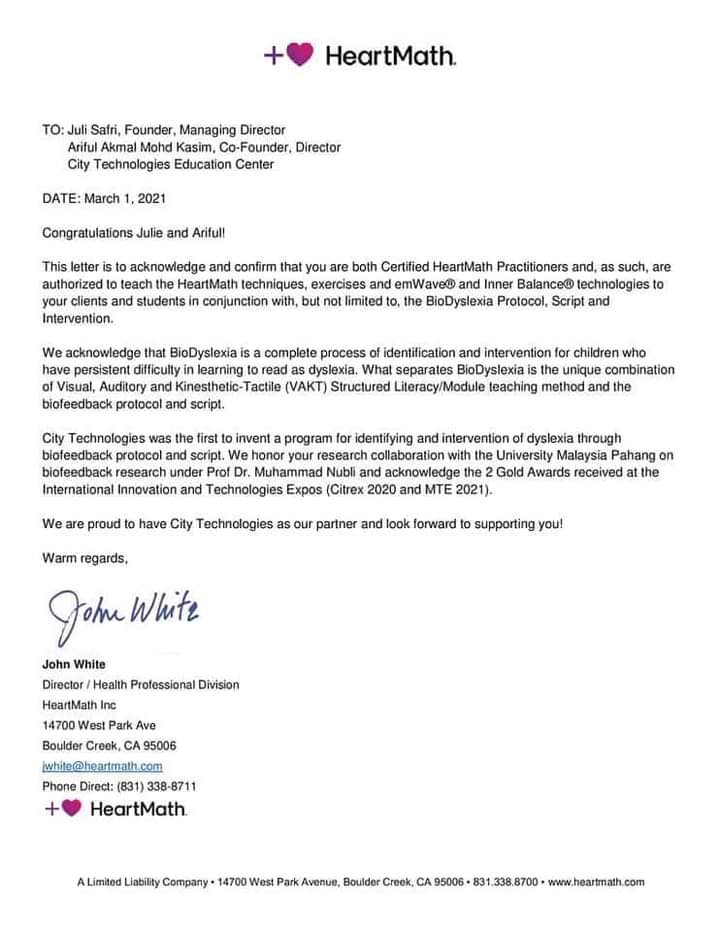 HeartMath.
TO: Juli Safri, Founder, Managing Director
Ariful Akmal Mohd Kasim, Co-Founder, Director
City Technologies Education Center
DATE: March 1, 2021
Congratulations Julie and Ariful!
This letter is to acknowledge and confirm that you are both Certified HeartMath Practitioners and, as such, are
authorized to teach the HeartMath techniques, exercises and emWave® and Inner Balance® technologies to
your clients and students in conjunction with, but not limited to, the BioDyslexia Protocol, Script and
Intervention.
We acknowledge that BioDyslexia is a complete process of identification and intervention for children who
have persistent difficulty in learning to read as dyslexia. What separates BioDyslexia is the unique combination
of Visual, Auditory and Kinesthetic-Tactile (VAKT) Structured Literacy/Module teaching method and the
biofeedback protocol and script.
City Technologies was the first to invent a program for identifying and intervention of dyslexia through
biofeedback protocol and script. We honor your research collaboration with the University Malaysia Pahang on
biofeedback research under Prof Dr. Muhammad Nubli and acknowledge the 2 Gold Awards received at the
International Innovation and Technologies Expos (Citrex 2020 and MTE 2021).
We are proud to have City Technologies as our partner and look forward to supporting you!
Warm regards,
John White
John White
Director / Health Professional Division
HeartMath Inc
14700 West Park Ave
Boulder Creek, CA 95006
jwhite@heartmath.com
Phone Direct: (831) 338-8711
HeartMath.
A Limited Liability Company • 14700 West Park Avenue, Boulder Creek, CA 95006 • 831.338.8700 • www.heartmath.com